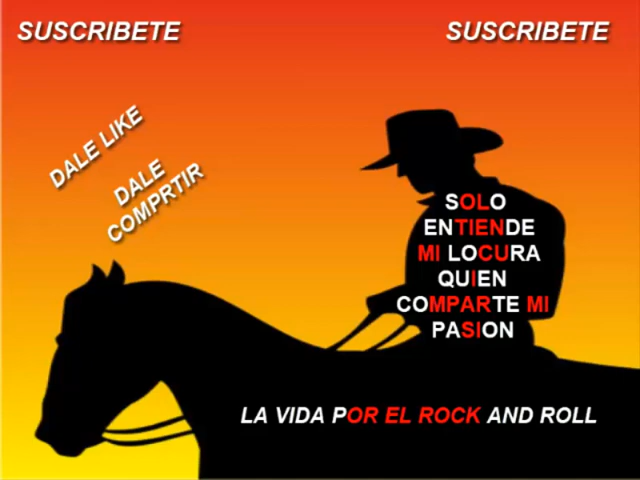 SUSCRIBETE
SUSCRIBETE
DALE LIKE
DALE
COMPRTIR
SOLO
ENTIENDE
MI LOCURA
QUIEN
COMPARTE MI
PASION
LA VIDA POR EL ROCK AND ROLL